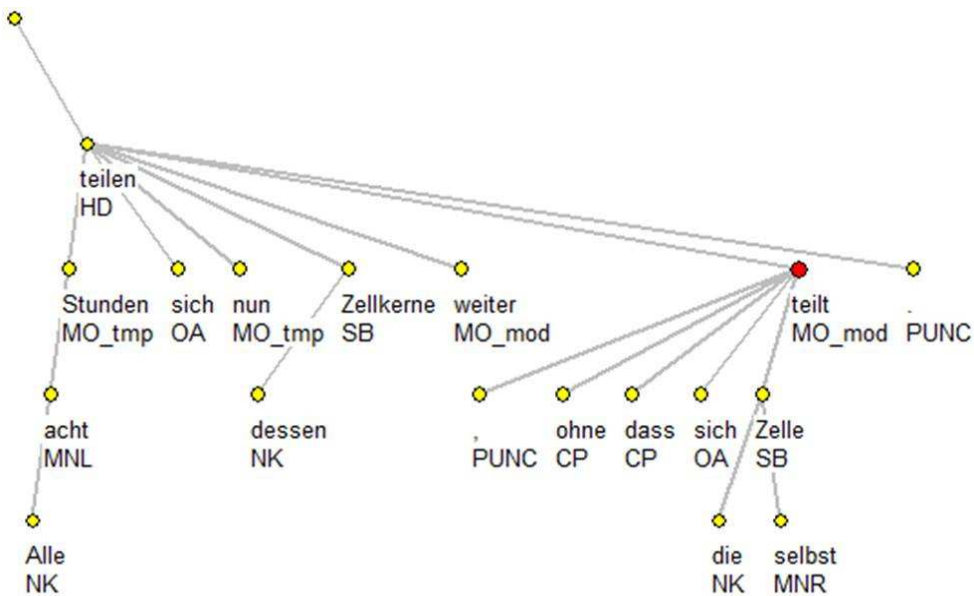 teilen
HD
Stunden sich nun Zellkerne weiter teilt .
MO_tmp OA MO_tmp SB MO_mod MO_mod PUNC
acht dessen , ohne dass sich Zelle
MNL NK PUNC CP CP OA SB
Alle die selbst
NK NK MNR